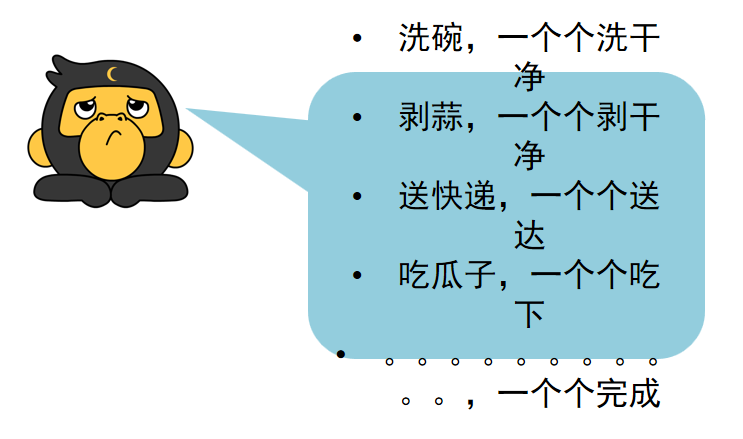 • 洗碗，一个个洗干
净
• 剥蒜，一个个剥干
净
• 送快递，一个个送
达
• 吃瓜子，一个个吃
下
• 。。。。。。。。。
。。，一个个完成